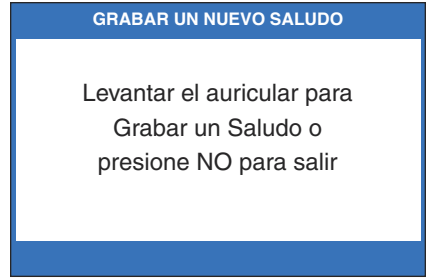 GRABAR UN NUEVO SALUDO
Levantar el auricular para
Grabar un Saludo o
presione NO para salir